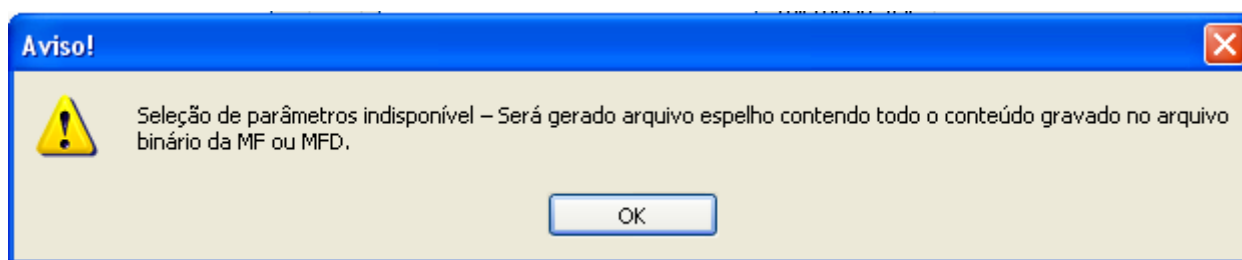 Aviso!
Seleção de parâmetros indisponível – Será gerado arquivo espelho contendo todo o conteúdo gravado no arquivo
binário da MF ou MFD.
OK